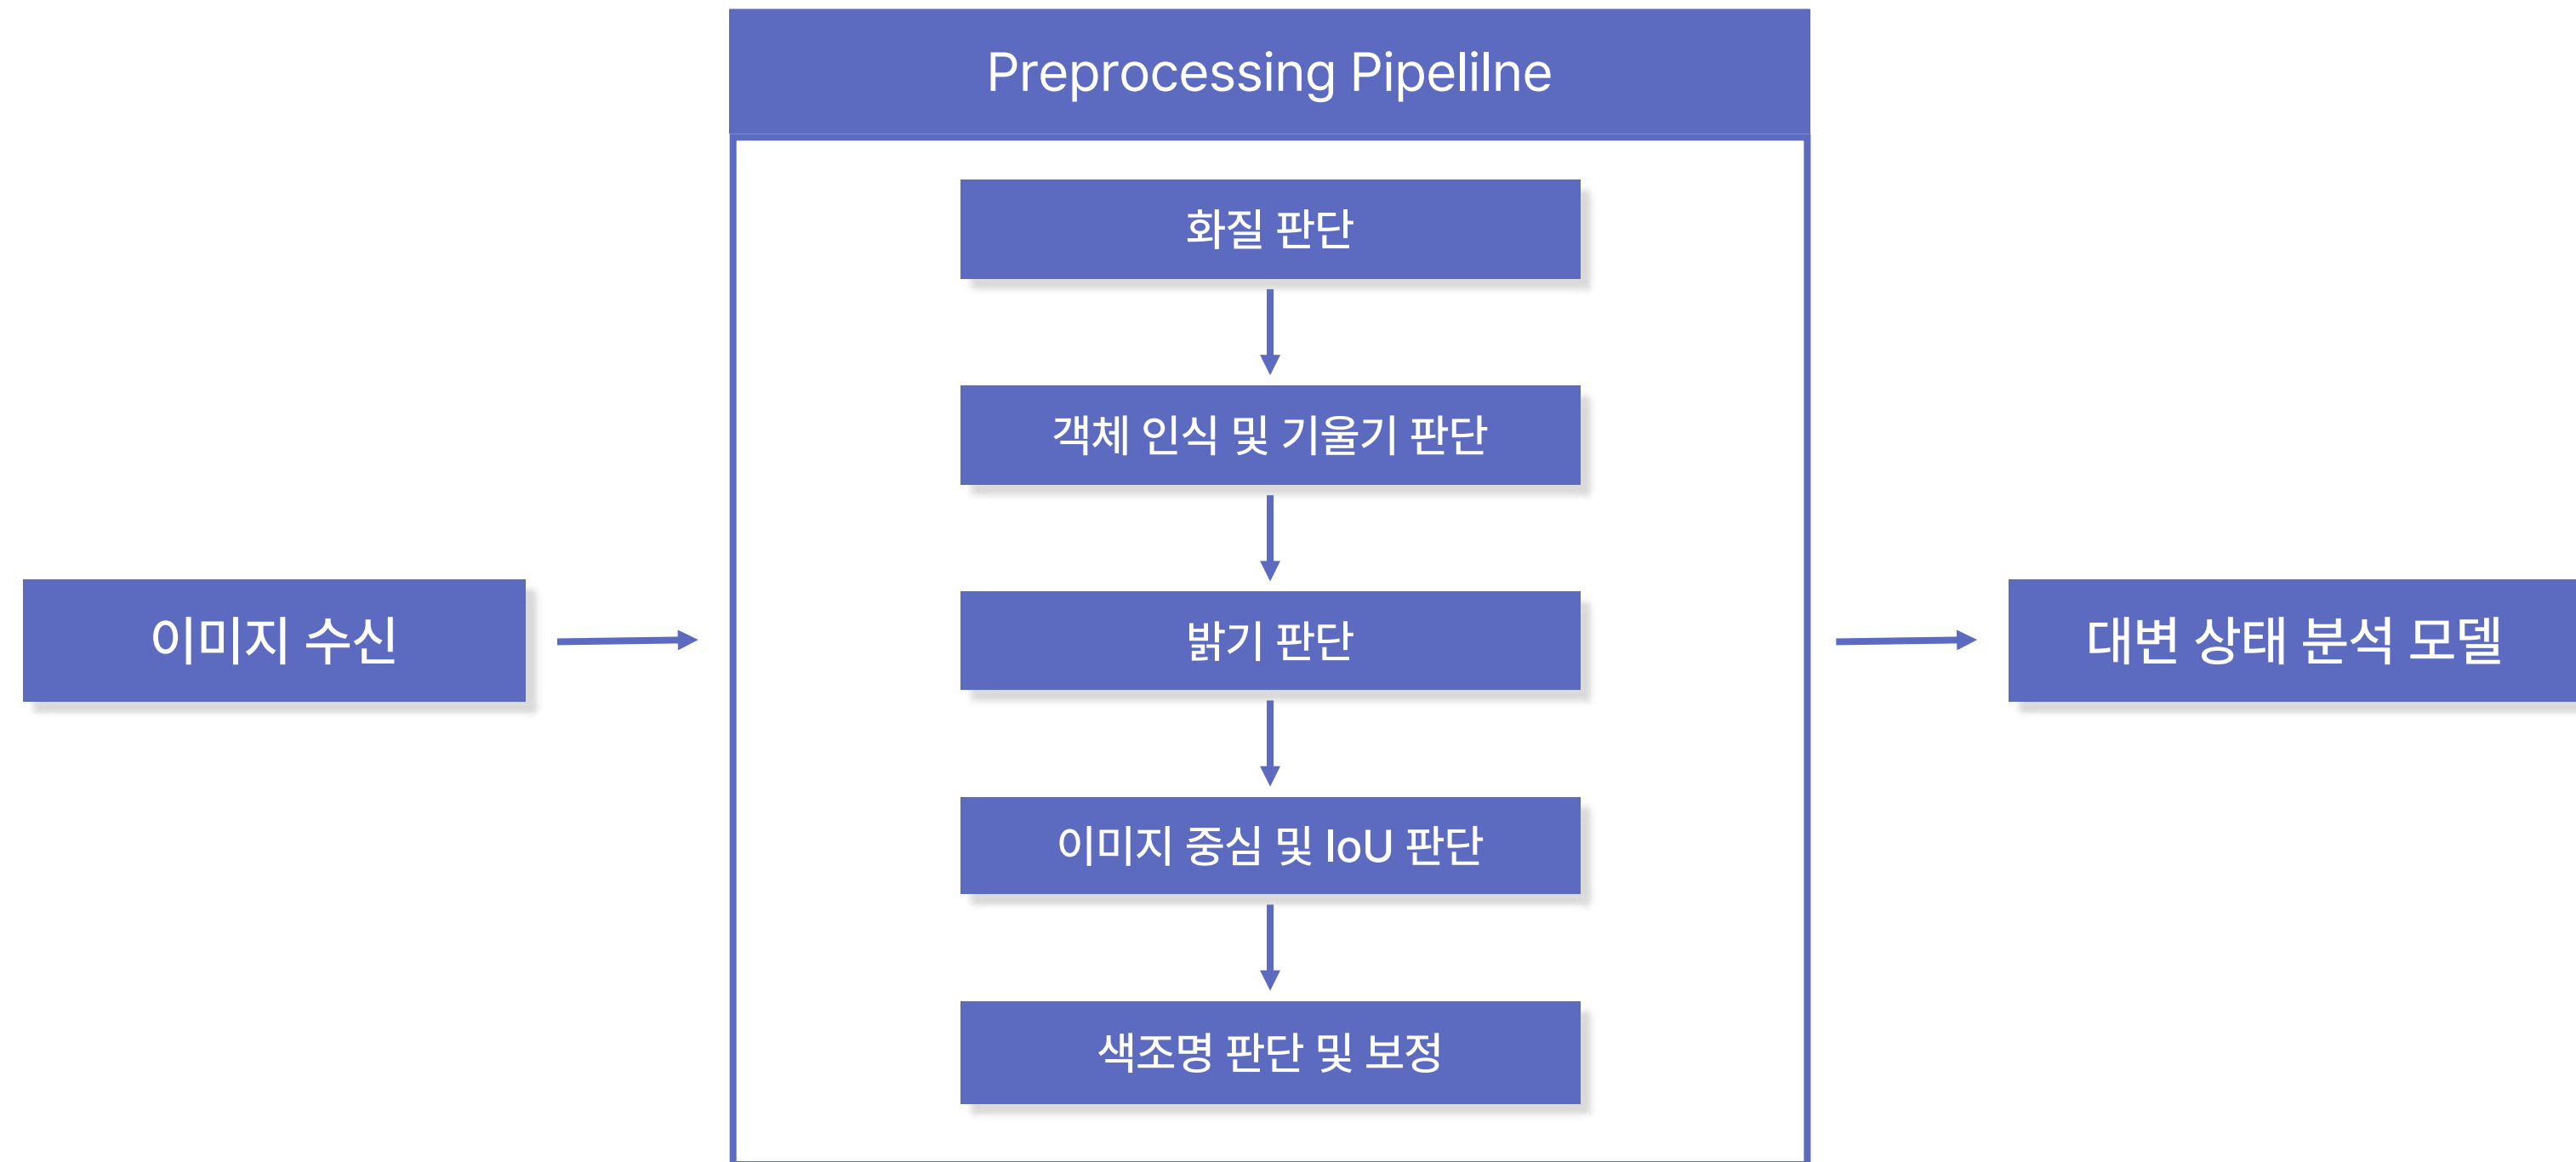 Preprocessing Pipelilne
화질 판단
객체 인식 및 기울기 판단
이미지 수신
밝기 판단
대변 상태 분석 모델
이미지 중심 및 IoU 판단
색조명 판단 및 보정